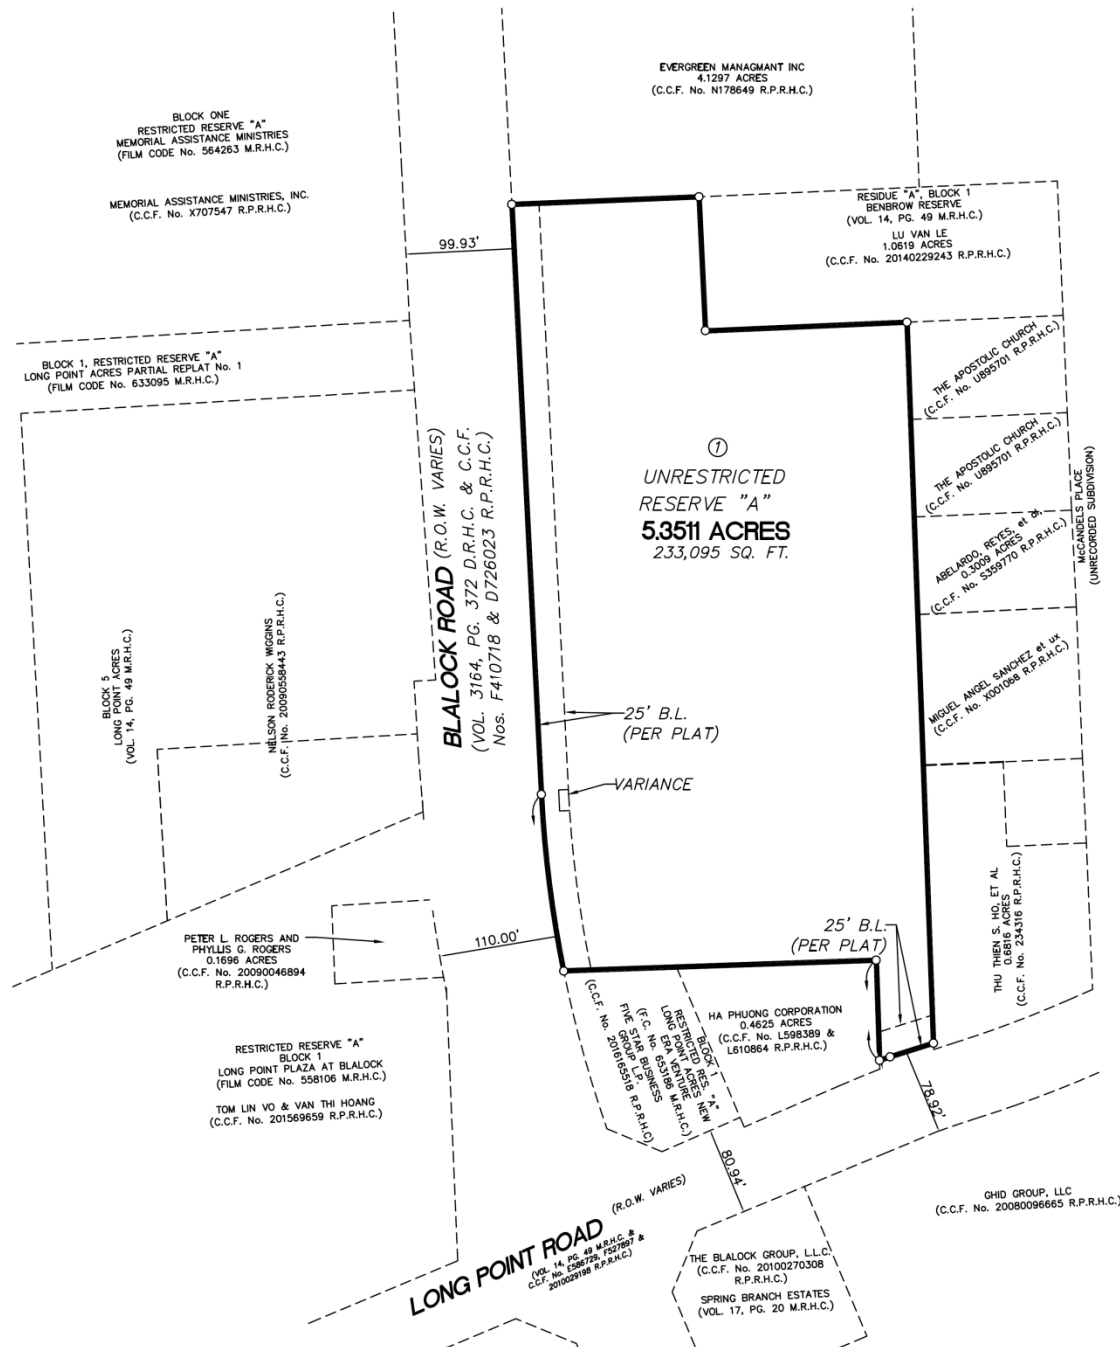 EVERGREEN MANAGMANT INC
4.1297 ACRES
(C.C.F. No. N178649 R.P.R.H.C.)
BLOCK ONE
RESTRICTED RESERVE "A"
MEMORIAL ASSISTANCE MINISTRIES
(FILM CODE No. 564263 M.R.H.C.)
MEMORIAL ASSISTANCE MINISTRIES, INC.
(C.C.F. No. X707547 R.P.R.H.C.)
RESIDUE "A", BLOCK 1
BENBROW RESERVE
(VOL. 14, PG. 49 M.R.H.C.)
LU VAN LE
1.0619 ACRES
(C.C.F. No. 20140229243 R.P.R.H.C.)
99.93'
BLOCK 1, RESTRICTED RESERVE "A"
LONG POINT ACRES PARTIAL REPLAT No. 1
(FILM CODE No. 633095 M.R.H.C.)
THE APOSTOLIC CHURCH
(C.C.F. No. U895701 R.P.R.H.C.)
THE APOSTOLIC CHURCH
(C.C.F. No. U895701 R.P.R.H.C.)
ABELARDO, REYES, et al,
0.3009 ACRES
(C.C.F. No. S359770 R.P.R.H.C.)
MIGUEL ANGEL SANCHEZ et ux
(C.C.F. No. X001068 R.P.R.H.C.)
McCANDELS PLACE
(UNRECORDED SUBDIVISION)
1
UNRESTRICTED
RESERVE "A"
5.3511 ACRES
233,095 SQ. FT.
BLALOCK ROAD (R.O.W. VARIES)
(VOL. 3164, PG. 372 D.R.H.C. & C.C.F.
Nos. F410718 & D726023 R.P.R.H.C.)
BLOCK 5
LONG POINT ACRES
(VOL. 14, PG. 49 M.R.H.C.)
NELSON RODERICK WIGGINS
(C.C.F. No. 20090558443 R.P.R.H.C.)
25' B.L.
(PER PLAT)
VARIANCE
THU THIEN S. HO, ET AL
0.6816 ACRES
(C.C.F. No. 234316 R.P.R.H.C.)
25' B.L.
(PER PLAT)
PETER L. ROGERS AND
PHYLLIS G. ROGERS
0.1696 ACRES
(C.C.F. No. 20090046894
R.P.R.H.C.)
110.00'
BLOCK 1
RESTRICTED RES. "A"
LONG POINT ACRES NEW
ERA VENTURE
(F.C. No. 653186 M.R.H.C.)
FIVE STAR BUSINESS
GROUP L.P.
(C.C.F. No. 2016165518 R.P.R.H.C)
HA PHUONG CORPORATION
0.4625 ACRES
(C.C.F. No. L598389 &
L610864 R.P.R.H.C.)
RESTRICTED RESERVE "A"
BLOCK 1
LONG POINT PLAZA AT BLALOCK
(FILM CODE No. 558106 M.R.H.C.)
TOM LIN VO & VAN THI HOANG
(C.C.F. No. 201569659 R.P.R.H.C.)
78.92'
80.94'
LONG POINT ROAD (R.O.W. VARIES)
(VOL. 14, PG. 49 M.R.H.C. &
C.C.F. No. E586729, F527897 &
2010029198 R.P.R.H.C.)
GHID GROUP, LLC
(C.C.F. No. 20080096665 R.P.R.H.C.)
THE BLALOCK GROUP, L.L.C.
(C.C.F. No. 20100270308
R.P.R.H.C.)
SPRING BRANCH ESTATES
(VOL. 17, PG. 20 M.R.H.C.)